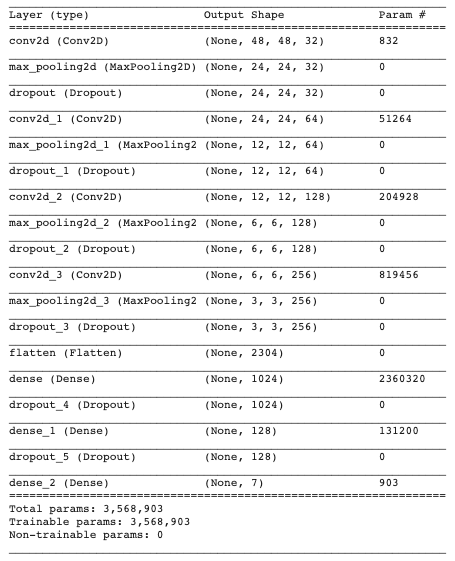 Layer (type) Output Shape Param #
conv2d (Conv2D) (None, 48, 48, 32) 832
max_pooling2d (MaxPooling2D) (None, 24, 24, 32) 0
dropout (Dropout) (None, 24, 24, 32) 0
conv2d_1 (Conv2D) (None, 24, 24, 64) 51264
max_pooling2d_1 (MaxPooling2 (None, 12, 12, 64) 0
dropout_1 (Dropout) (None, 12, 12, 64) 0
conv2d_2 (Conv2D) (None, 12, 12, 128) 204928
max_pooling2d_2 (MaxPooling2 (None, 6, 6, 128) 0
dropout_2 (Dropout) (None, 6, 6, 128) 0
conv2d_3 (Conv2D) (None, 6, 6, 256) 819456
max_pooling2d_3 (MaxPooling2 (None, 3, 3, 256) 0
dropout_3 (Dropout) (None, 3, 3, 256) 0
flatten (Flatten) (None, 2304) 0
dense (Dense) (None, 1024) 2360320
dropout_4 (Dropout) (None, 1024) 0
dense_1 (Dense) (None, 128) 131200
dropout_5 (Dropout) (None, 128) 0
dense_2 (Dense) (None, 7) 903
Total params: 3,568,903
Trainable params: 3,568,903
Non-trainable params: 0